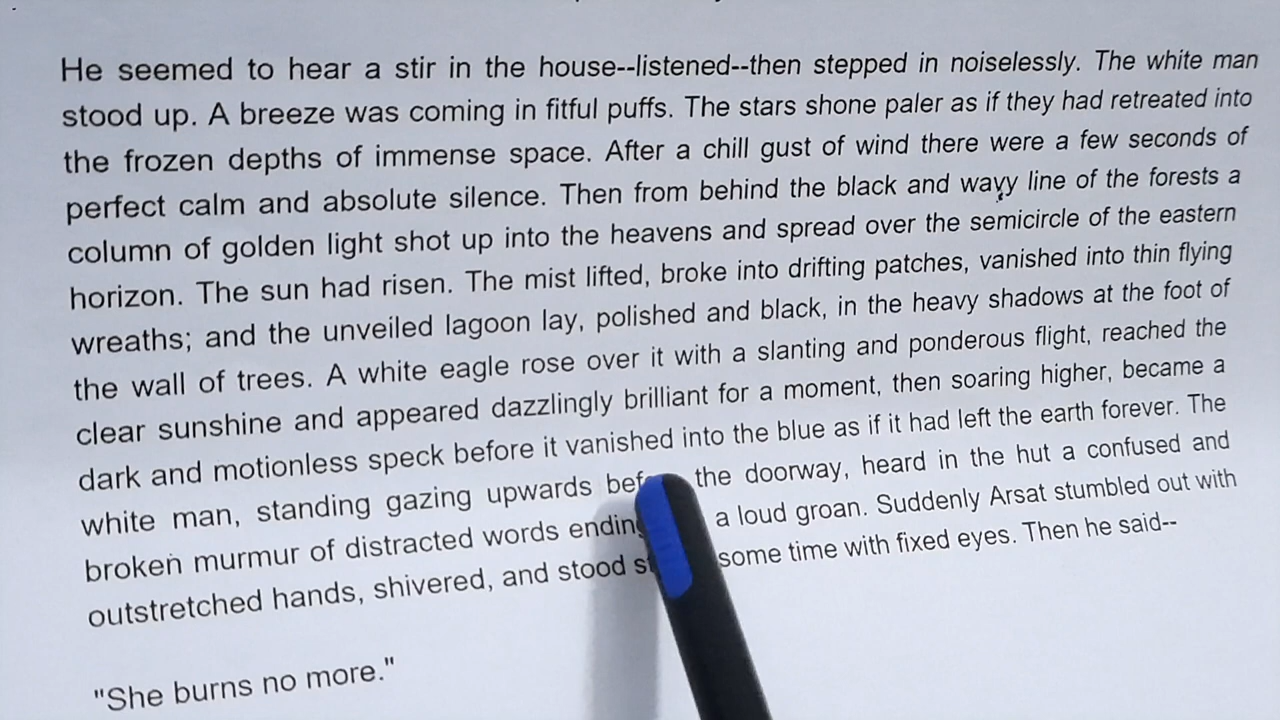 He seemed to hear a stir in the house--listened--then stepped in noiselessly. The white man
stood up. A breeze was coming in fitful puffs. The stars shone paler as if they had retreated into
the frozen depths of immense space. After a chill gust of wind there were a few seconds of
perfect calm and absolute silence. Then from behind the black and wavy line of the forests a
column of golden light shot up into the heavens and spread over the semicircle of the eastern
horizon. The sun had risen. The mist lifted, broke into drifting patches, vanished into thin flying
wreaths; and the unveiled lagoon lay, polished and black, in the heavy shadows at the foot of
the wall of trees. A white eagle rose over it with a slanting and ponderous flight, reached the
clear sunshine and appeared dazzlingly brilliant for a moment, then soaring higher, became a
dark and motionless speck before it vanished into the blue as if it had left the earth forever. The
white man, standing gazing upwards the doorway, heard in the hut a confused and
broken murmur of distracted words a loud groan. Suddenly Arsat stumbled out with
outstretched hands, shivered, and stood some time with fixed eyes. Then he said--
"She burns no more."